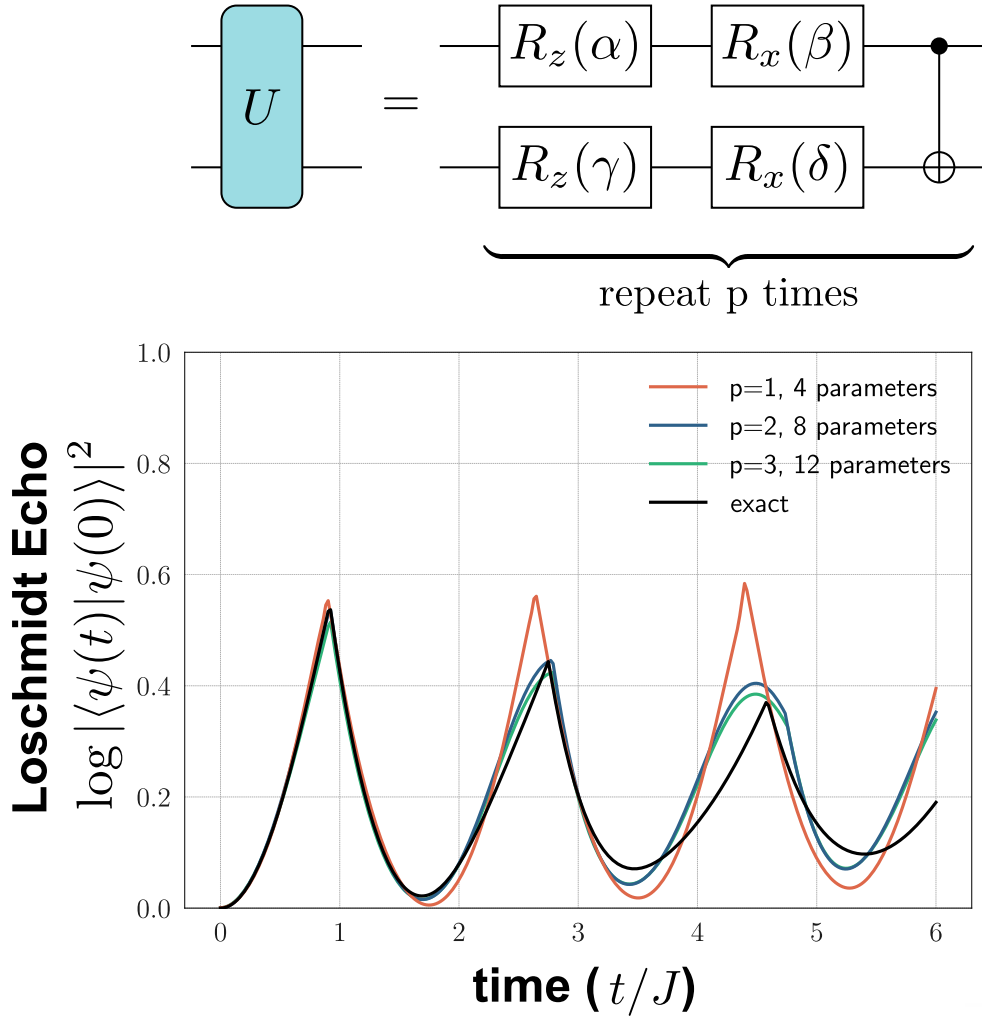 U = R_z(α) R_x(β)
R_z(γ) R_x(δ)
repeat p times
Loschmidt Echo
log |⟨ψ(t)|ψ(0)⟩|²
1.0
0.8
0.6
0.4
0.2
0.0
p=1, 4 parameters
p=2, 8 parameters
p=3, 12 parameters
exact
0 1 2 3 4 5 6
time (t/J)